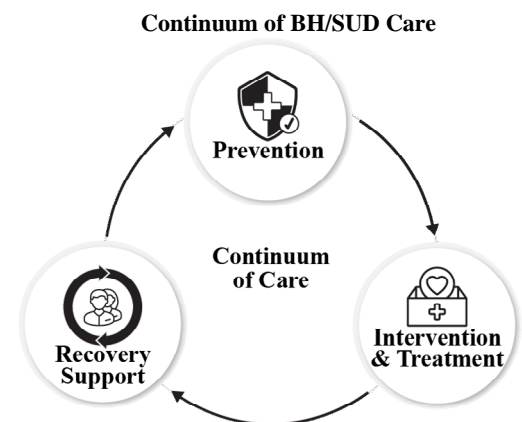 Continuum of BH/SUD Care
Prevention
Continuum
of Care
Recovery
Support
Intervention
& Treatment